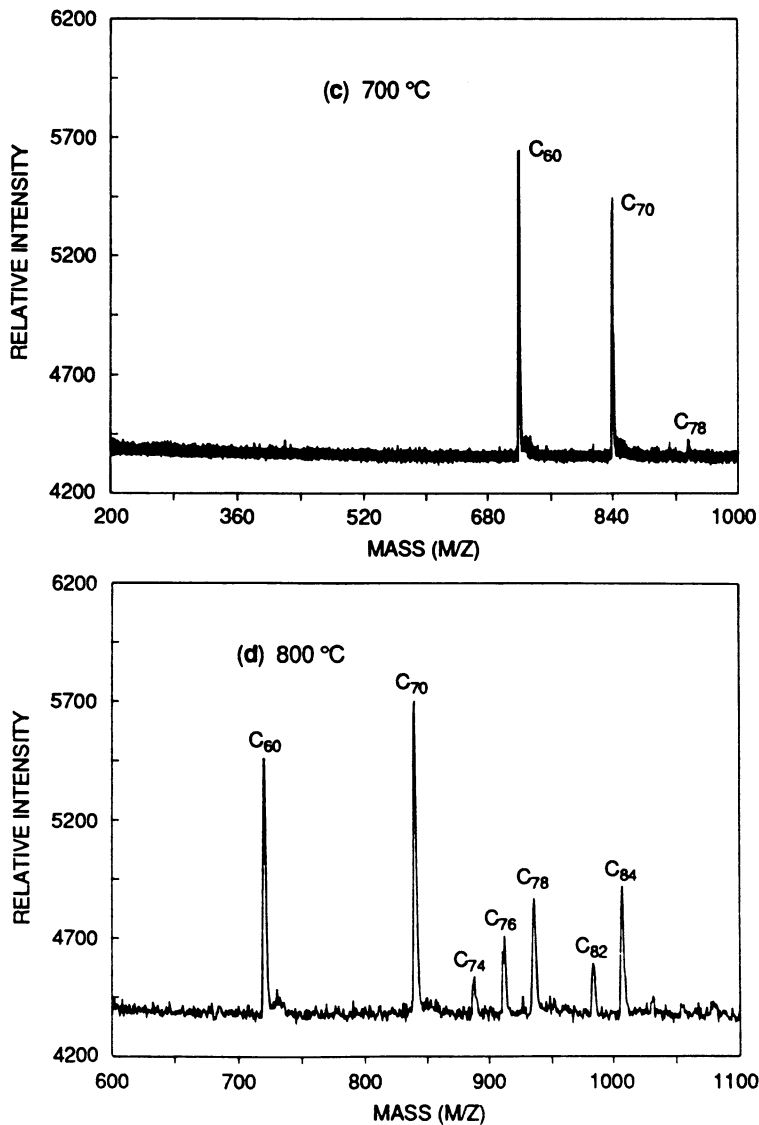 6200
(c) 700 °C
5700
C60
C70
5200
RELATIVE INTENSITY
4700
C78
4200
200 360 520 680 840 1000
MASS (M/Z)
6200
(d) 800 °C
5700
C70
C60
5200
RELATIVE INTENSITY
C78
C84
4700
C76
C74
C82
4200
600 700 800 900 1000 1100
MASS (M/Z)